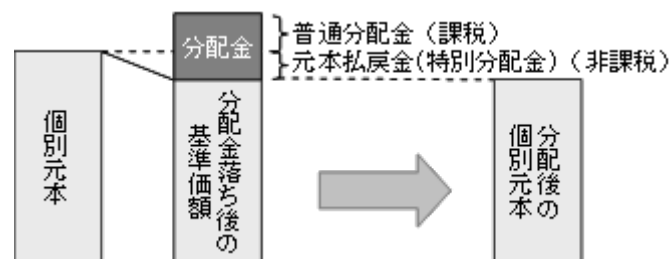 分配金
普通分配金（課税）
元本払戻金(特別分配金)（非課税）
個別元本
分配金落ち後の
基準価額
分配後の
個別元本